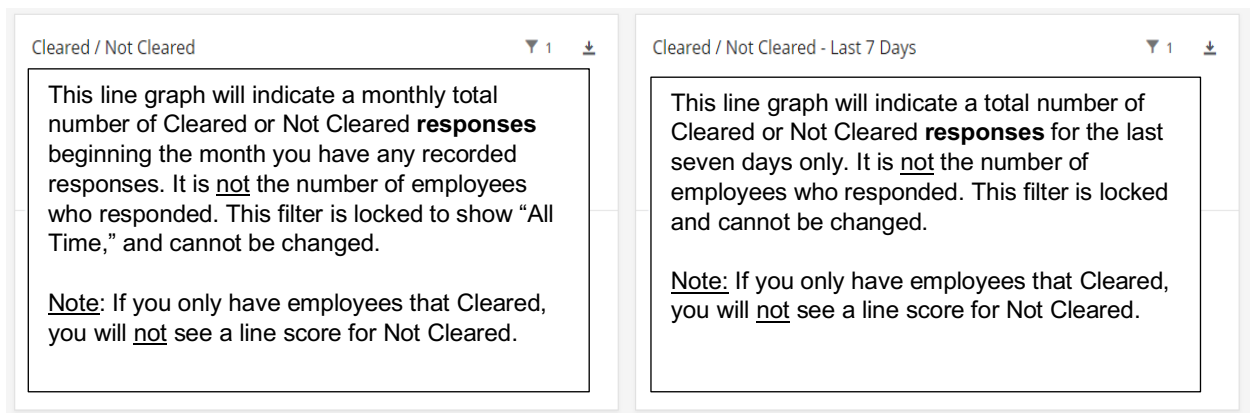 Cleared / Not Cleared
1
This line graph will indicate a monthly total
number of Cleared or Not Cleared responses
beginning the month you have any recorded
responses. It is not the number of employees
who responded. This filter is locked to show “All
Time,” and cannot be changed.
Note: If you only have employees that Cleared,
you will not see a line score for Not Cleared.
Cleared / Not Cleared - Last 7 Days
1
This line graph will indicate a total number of
Cleared or Not Cleared responses for the last
seven days only. It is not the number of
employees who responded. This filter is locked
and cannot be changed.
Note: If you only have employees that Cleared,
you will not see a line score for Not Cleared.